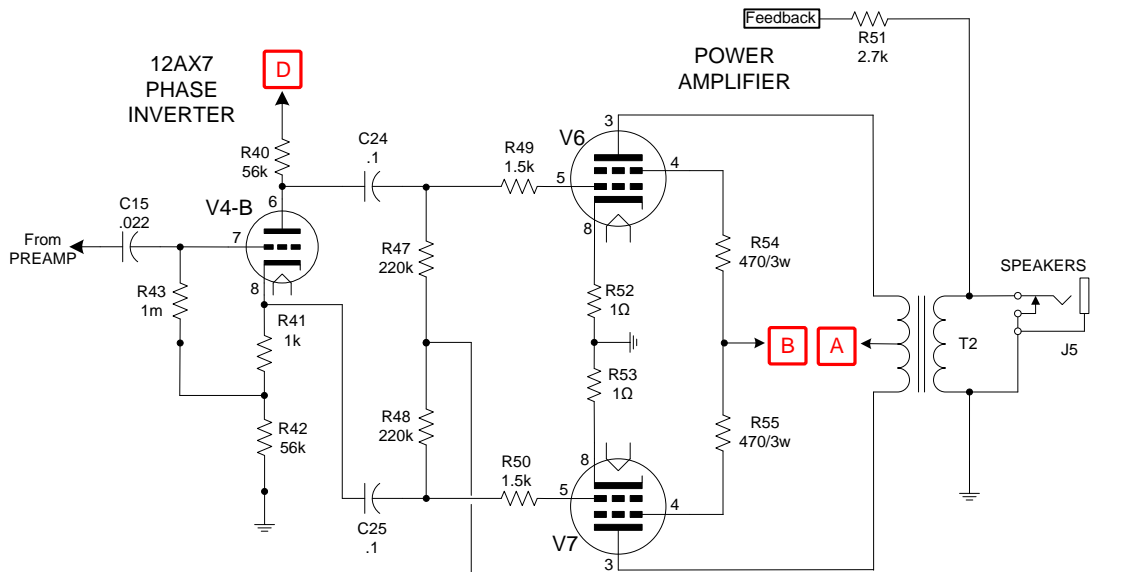 Feedback
R51
2.7k
POWER
AMPLIFIER
12AX7
PHASE
INVERTER
D
R40
56k
C24
.1
R49
1.5k
V6
3
4
5
8
C15
.022
V4-B
6
7
8
From
PREAMP
R43
1m
R41
1k
R47
220k
R52
1Ω
R54
470/3w
SPEAKERS
B
A
T2
J5
R53
1Ω
R42
56k
R48
220k
R55
470/3w
R50
1.5k
8
5
4
C25
.1
V7
3